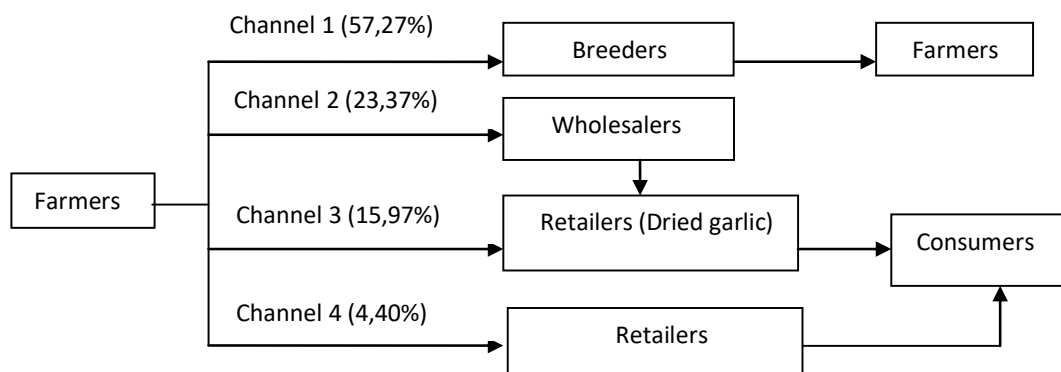 Channel 1 (57,27%)
Breeders
Farmers
Channel 2 (23,37%)
Wholesalers
Farmers
Channel 3 (15,97%)
Retailers (Dried garlic)
Consumers
Channel 4 (4,40%)
Retailers